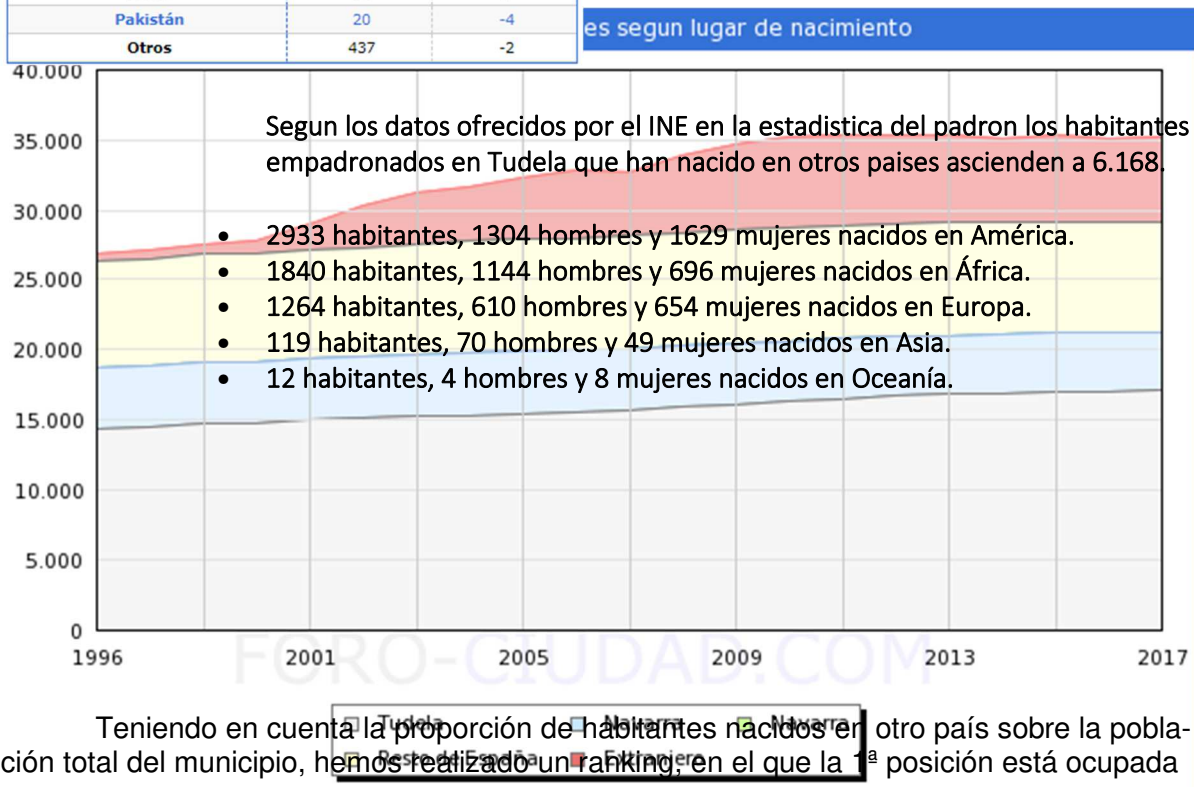 Pakistán 20 -4
Otros 437 -2
es segun lugar de nacimiento
40.000
Segun los datos ofrecidos por el INE en la estadistica del padron los habitantes
35.000
empadronados en Tudela que han nacido en otros paises ascienden a 6.168.
30.000
• 2933 habitantes, 1304 hombres y 1629 mujeres nacidos en América.
• 1840 habitantes, 1144 hombres y 696 mujeres nacidos en África.
25.000
• 1264 habitantes, 610 hombres y 654 mujeres nacidos en Europa.
• 119 habitantes, 70 hombres y 49 mujeres nacidos en Asia.
20.000
• 12 habitantes, 4 hombres y 8 mujeres nacidos en Oceanía.
15.000
10.000
5.000
0
1996 2001 2005 2009 2013 2017
FORO-CIUDAD.COM
Teniendo en cuenta la proporción de habitantes nacidos en otro país sobre la pobla-
Tudela Navarra Navarra
ción total del municipio, hemos realizado un ranking, en el que la 1ª posición está ocupada
Resto de España Extranjero